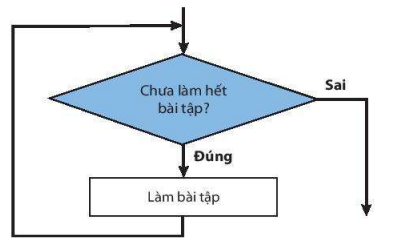 Chưa làm hết
bài tập?
Sai
Đúng
Làm bài tập